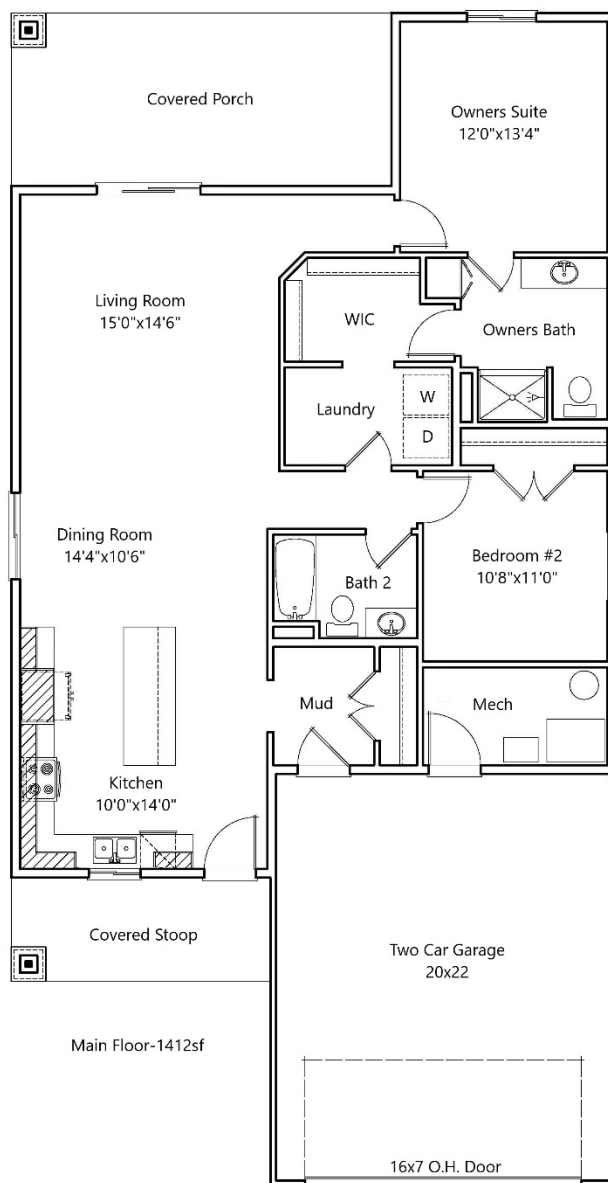 Covered Porch
Owners Suite
12'0"x13'4"
Living Room
15'0"x14'6"
WIC
Owners Bath
Laundry
W
D
Dining Room
14'4"x10'6"
Bedroom #2
10'8"x11'0"
Bath 2
Mud
Mech
Kitchen
10'0"x14'0"
Covered Stoop
Two Car Garage
20x22
Main Floor-1412sf
16x7 O.H. Door